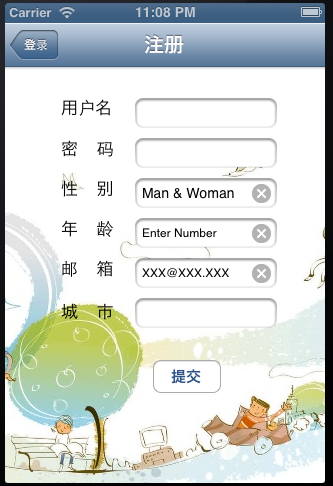 Carrier 11:08 PM
登录 注册
用户名
密 码
性 别 Man & Woman
年 龄 Enter Number
邮 箱 XXX@XXX.XXX
城 市
提交